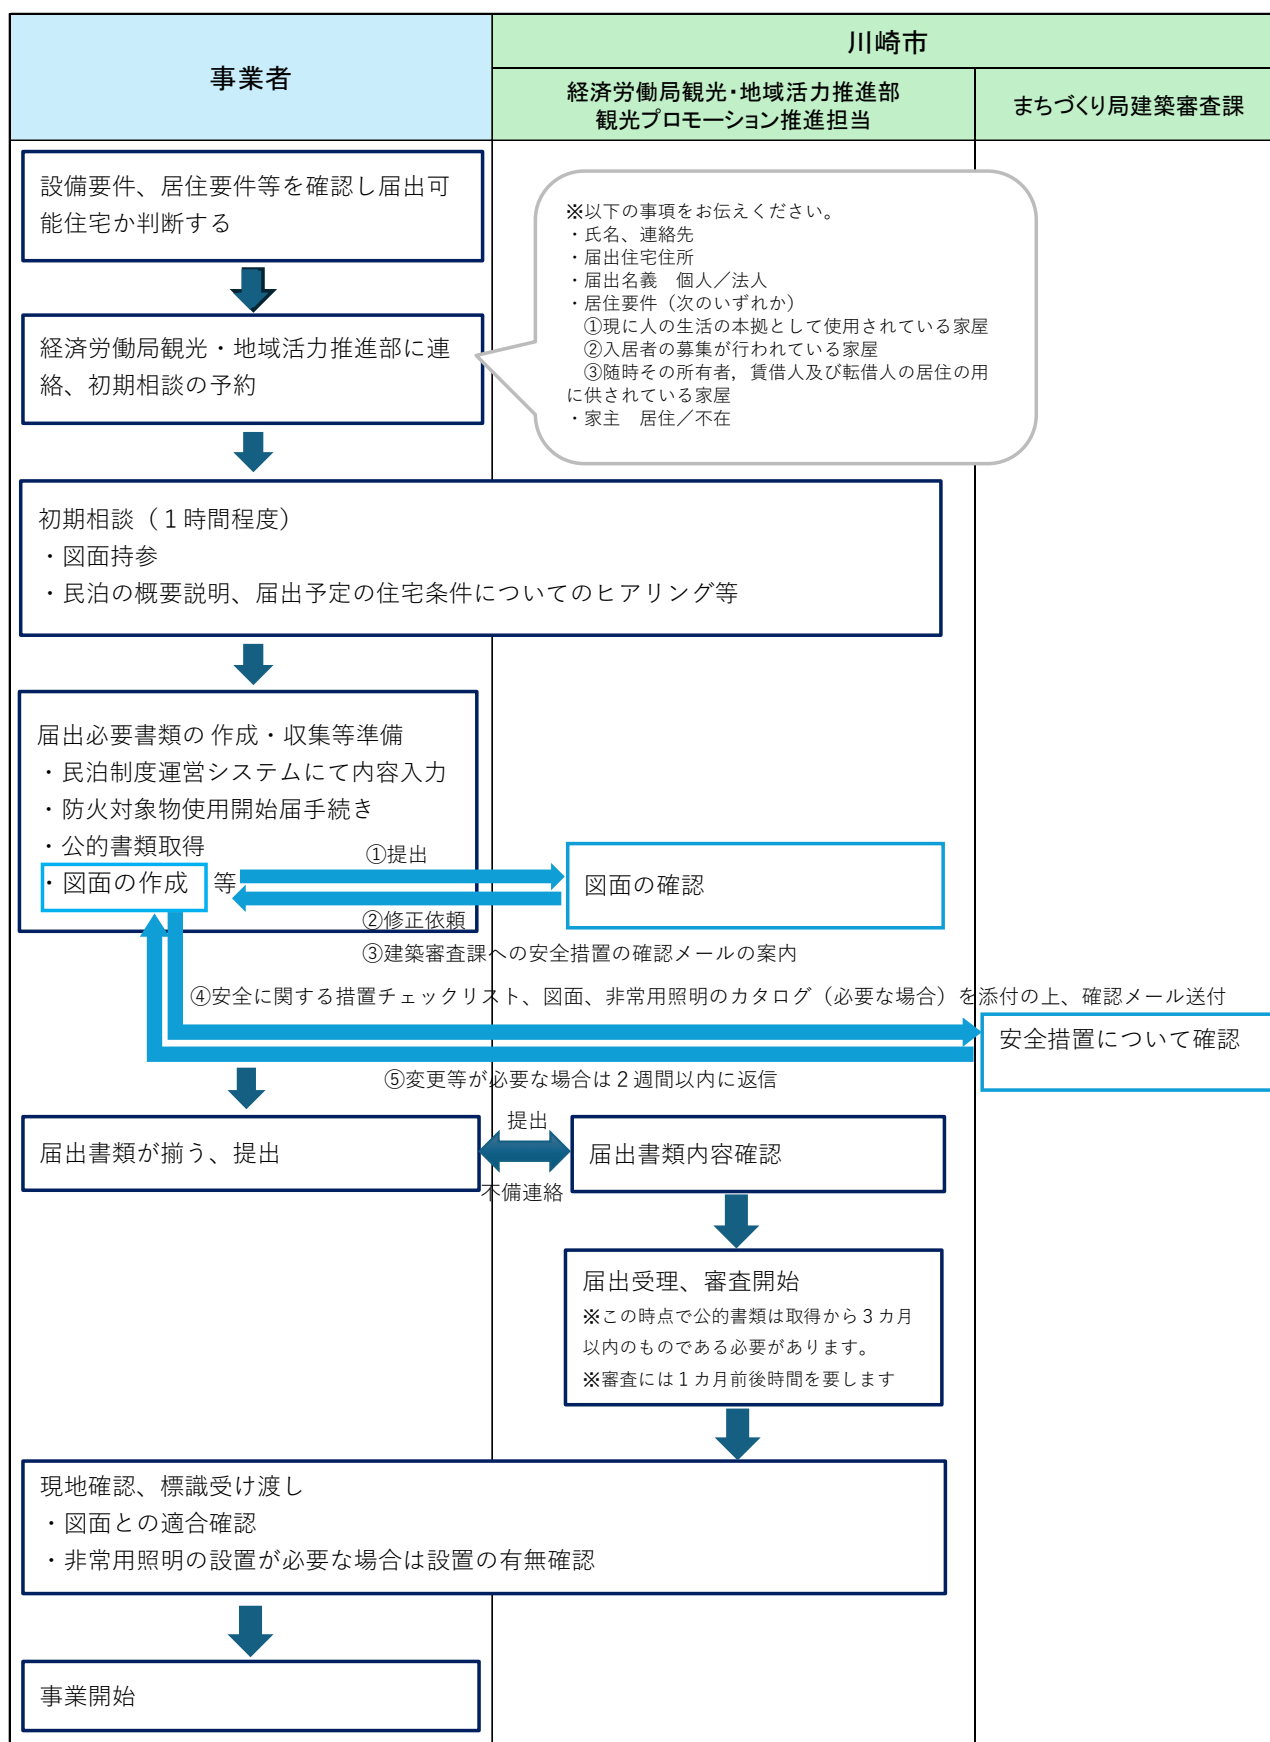 事業者
川崎市
経済労働局観光・地域活力推進部
観光プロモーション推進担当
まちづくり局建築審査課
設備要件、居住要件等を確認し届出可
能住宅か判断する
※以下の事項をお伝えください。
・氏名、連絡先
・届出住宅住所
・届出名義　個人／法人
・居住要件（次のいずれか）
①現に人の生活の本拠として使用されている家屋
②入居者の募集が行われている家屋
③随時その所有者，賃借人及び転借人の居住の用
に供されている家屋
・家主　居住／不在
経済労働局観光・地域活力推進部に連
絡、初期相談の予約
初期相談（１時間程度）
・図面持参
・民泊の概要説明、届出予定の住宅条件についてのヒアリング等
届出必要書類の 作成・収集等準備
・民泊制度運営システムにて内容入力
・防火対象物使用開始届手続き
・公的書類取得
・図面の作成　等
①提出
図面の確認
②修正依頼
③建築審査課への安全措置の確認メールの案内
④安全に関する措置チェックリスト、図面、非常用照明のカタログ（必要な場合）を添付の上、確認メール送付
安全措置について確認
⑤変更等が必要な場合は２週間以内に返信
届出書類が揃う、提出
提出
不備連絡
届出書類内容確認
届出受理、審査開始
※この時点で公的書類は取得から３カ月
以内のものである必要があります。
※審査には１カ月前後時間を要します
現地確認、標識受け渡し
・図面との適合確認
・非常用照明の設置が必要な場合は設置の有無確認
事業開始